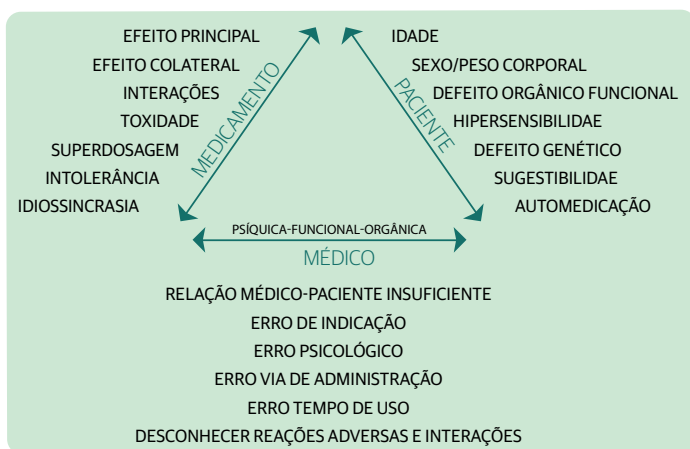 EFEITO PRINCIPAL
EFEITO COLATERAL
INTERAÇÕES
TOXIDADE
SUPERDOSAGEM
INTOLERÂNCIA
IDIOSSINCRASIA
MEDICAMENTO
PACIENTE
IDADE
SEXO/PESO CORPORAL
DEFEITO ORGÂNICO FUNCIONAL
HIPERSENSIBILIDAE
DEFEITO GENÉTICO
SUGESTIBILIDAE
AUTOMEDICAÇÃO
PSÍQUICA-FUNCIONAL-ORGÂNICA
MÉDICO
RELAÇÃO MÉDICO-PACIENTE INSUFICIENTE
ERRO DE INDICAÇÃO
ERRO PSICOLÓGICO
ERRO VIA DE ADMINISTRAÇÃO
ERRO TEMPO DE USO
DESCONHECER REAÇÕES ADVERSAS E INTERAÇÕES